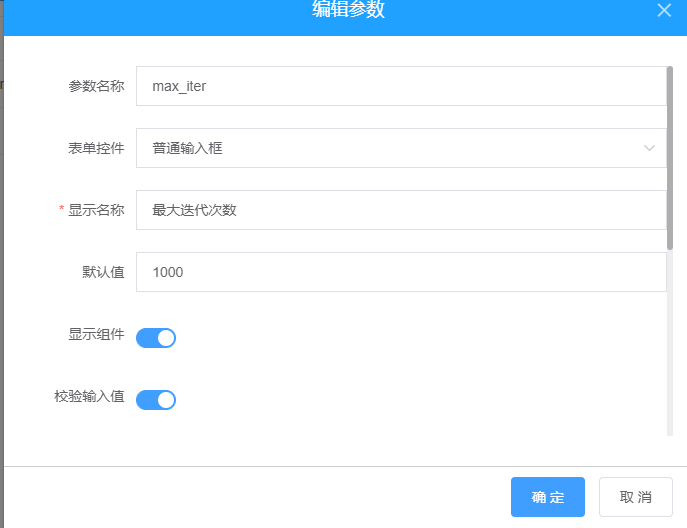 编辑参数
参数名称 max_iter
表单控件 普通输入框
* 显示名称 最大迭代次数
默认值 1000
显示组件
校验输入值
确 定 取 消